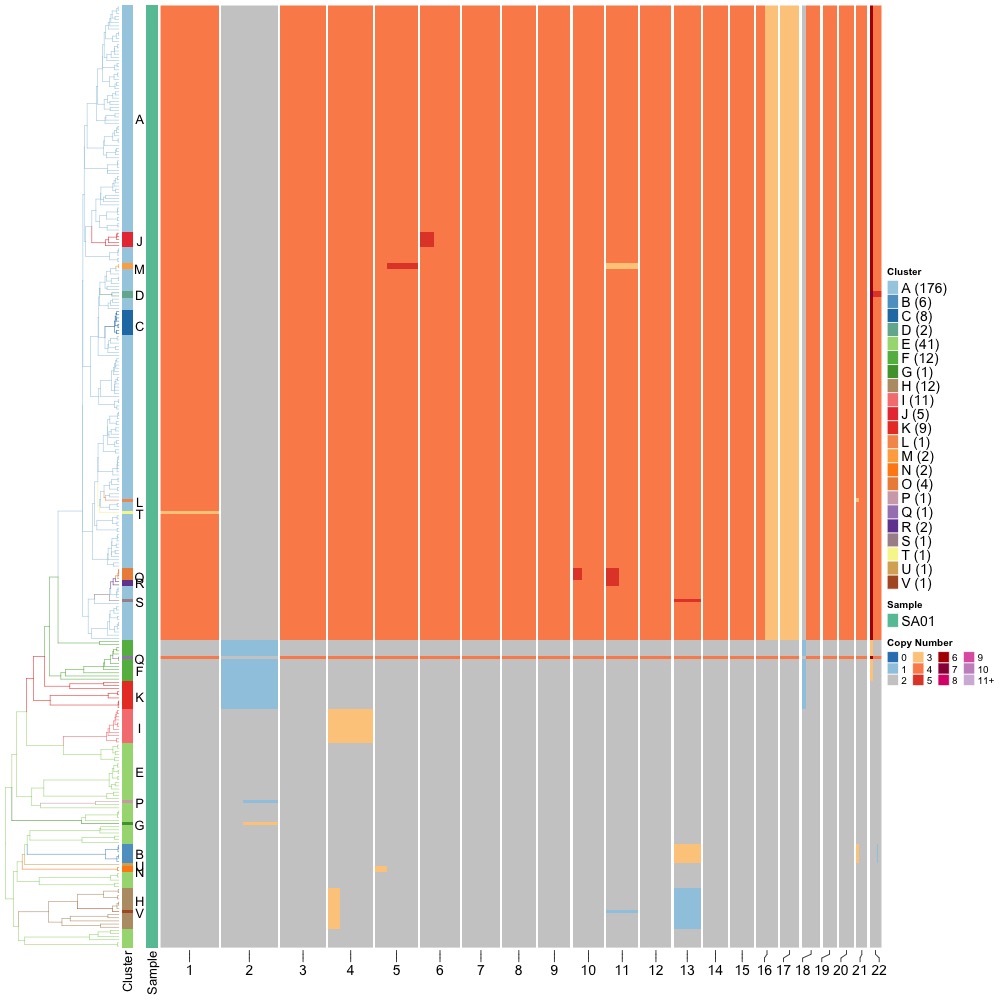 A
J
M
D
C
L
T
O
R
S
Q
F
K
I
E
P
G
B
U
N
H
V
Cluster
Sample
1 2 3 4 5 6 7 8 9 10 11 12 13 14 15 16 17 18 19 20 21 22
Cluster
A (176)
B (6)
C (8)
D (2)
E (41)
F (12)
G (1)
H (12)
I (11)
J (5)
K (9)
L (1)
M (2)
N (2)
O (4)
P (1)
Q (1)
R (2)
S (1)
T (1)
U (1)
V (1)
Sample
SA01
Copy Number
0 3 6 9
1 4 7 10
2 5 8 11+